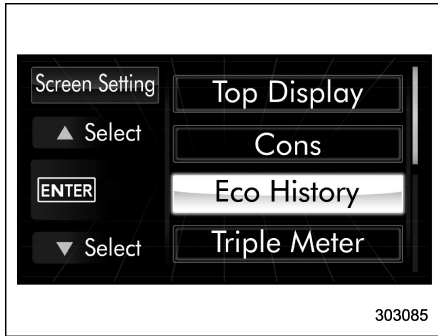 Screen Setting
▲ Select
ENTER
▼ Select
Top Display
Cons
Eco History
Triple Meter
303085